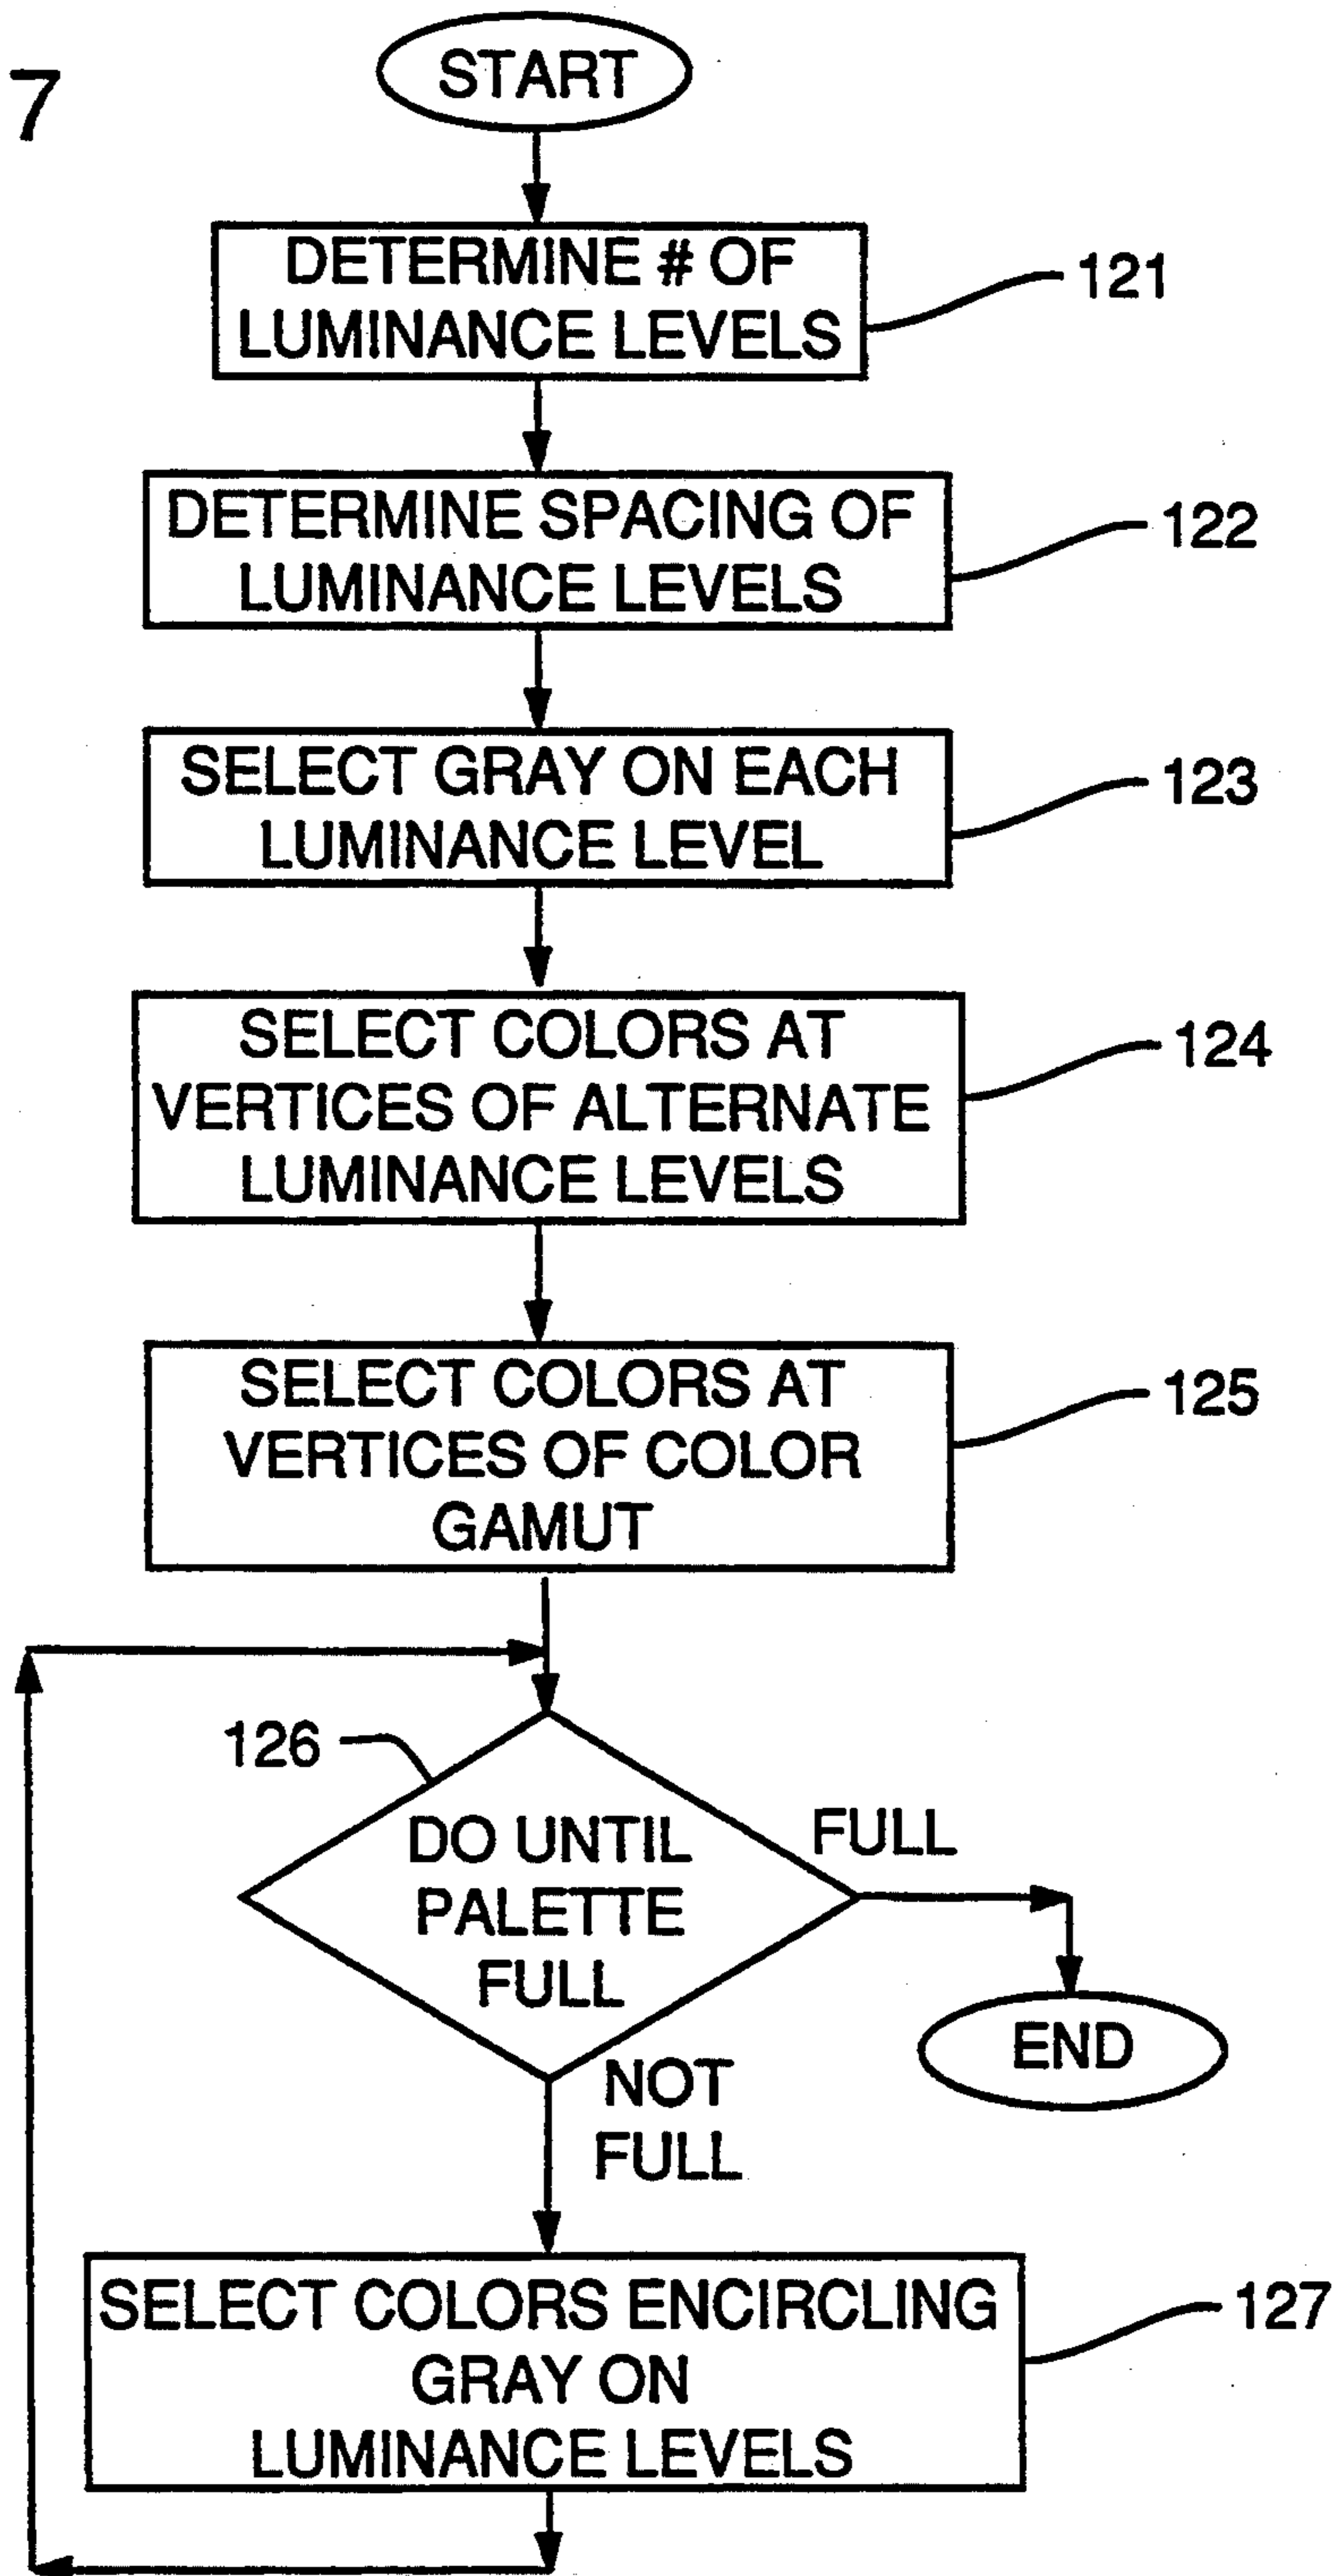 7
START
DETERMINE # OF
LUMINANCE LEVELS
121
DETERMINE SPACING OF
LUMINANCE LEVELS
122
SELECT GRAY ON EACH
LUMINANCE LEVEL
123
SELECT COLORS AT
VERTICES OF ALTERNATE
LUMINANCE LEVELS
124
SELECT COLORS AT
VERTICES OF COLOR
GAMUT
125
126
DO UNTIL
PALETTE
FULL
FULL
END
NOT
FULL
SELECT COLORS ENCIRCLING
GRAY ON
LUMINANCE LEVELS
127